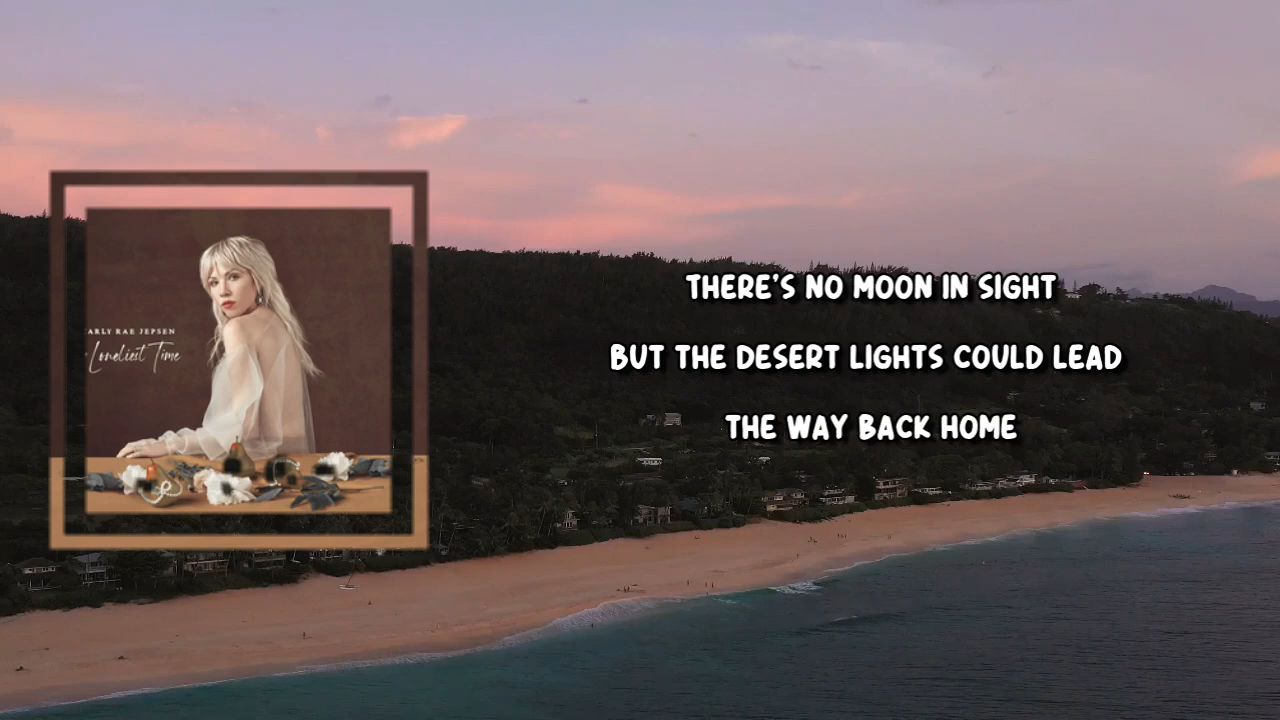 ARLY RAE JEPSEN
Loneliest Time
THERE'S NO MOON IN SIGHT
BUT THE DESERT LIGHTS COULD LEAD
THE WAY BACK HOME